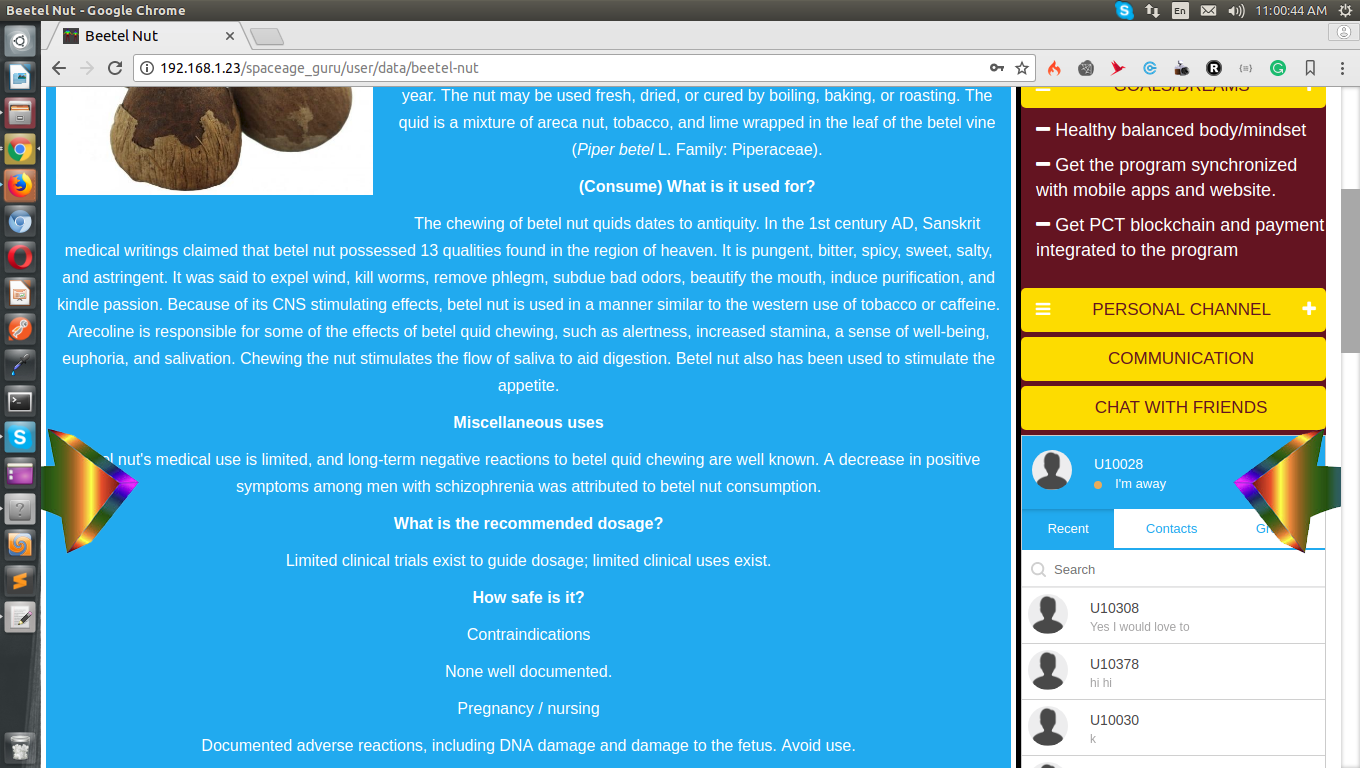 Beetel Nut - Google Chrome
En
11:00:44 AM
Beetel Nut
192.168.1.23/spaceage_guru/user/data/beetel-nut
year. The nut may be used fresh, dried, or cured by boiling, baking, or roasting. The
quid is a mixture of areca nut, tobacco, and lime wrapped in the leaf of the betel vine
(Piper betel L. Family: Piperaceae).
(Consume) What is it used for?
The chewing of betel nut quids dates to antiquity. In the 1st century AD, Sanskrit
medical writings claimed that betel nut possessed 13 qualities found in the region of heaven. It is pungent, bitter, spicy, sweet, salty,
and astringent. It was said to expel wind, kill worms, remove phlegm, subdue bad odors, beautify the mouth, induce purification, and
kindle passion. Because of its CNS stimulating effects, betel nut is used in a manner similar to the western use of tobacco or caffeine.
Arecoline is responsible for some of the effects of betel quid chewing, such as alertness, increased stamina, a sense of well-being,
euphoria, and salivation. Chewing the nut stimulates the flow of saliva to aid digestion. Betel nut also has been used to stimulate the
appetite.
Miscellaneous uses
nut's medical use is limited, and long-term negative reactions to betel quid chewing are well known. A decrease in positive
symptoms among men with schizophrenia was attributed to betel nut consumption.
What is the recommended dosage?
Limited clinical trials exist to guide dosage; limited clinical uses exist.
How safe is it?
Contraindications
None well documented.
Pregnancy / nursing
Documented adverse reactions, including DNA damage and damage to the fetus. Avoid use.
GOALS/DREAMS
Healthy balanced body/mindset
Get the program synchronized
with mobile apps and website.
Get PCT blockchain and payment
integrated to the program
PERSONAL CHANNEL
COMMUNICATION
CHAT WITH FRIENDS
U10028
I'm away
Recent
Contacts
Search
U10308
Yes I would love to
U10378
hi hi
U10030
k